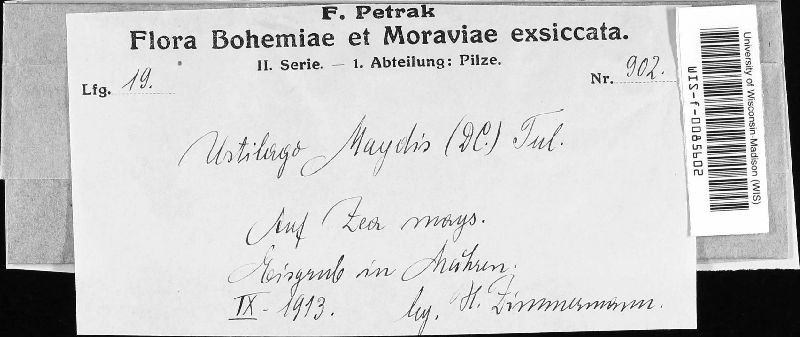 F. Petrak
Flora Bohemiae et Moraviae exsiccata.
II. Serie. — 1. Abteilung: Pilze.
Lfg. 19.
Nr. 902.
Ustilago Maydis (DC.) Tul.
Auf Zea mays.
Eisgrub in Mähren.
IX. 1913. leg. H. Zimmermann.
University of Wisconsin-Madison (WIS)
WIS-f-0085602